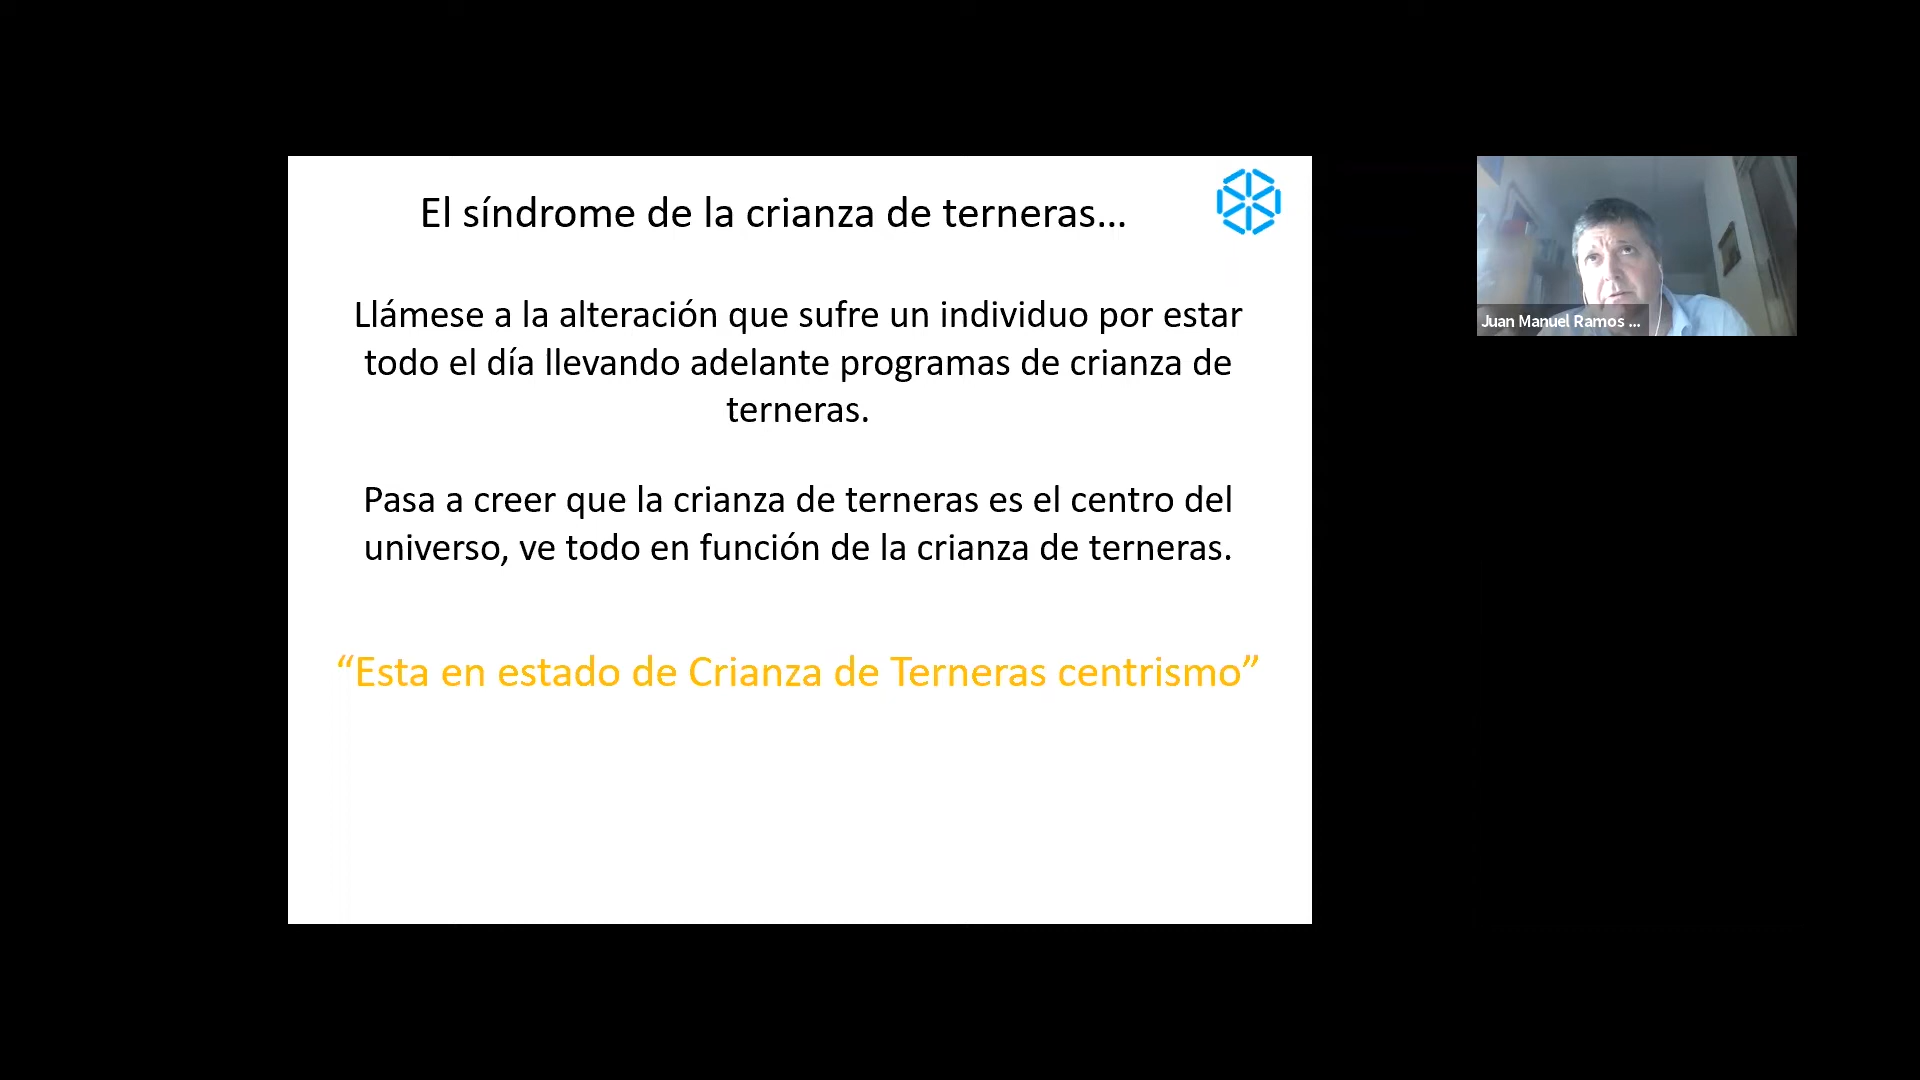 El síndrome de la crianza de terneras...
Llámese a la alteración que sufre un individuo por estar
todo el día llevando adelante programas de crianza de
terneras.
Pasa a creer que la crianza de terneras es el centro del
universo, ve todo en función de la crianza de terneras.
“Esta en estado de Crianza de Terneras centrismo”
Juan Manuel Ramos ...